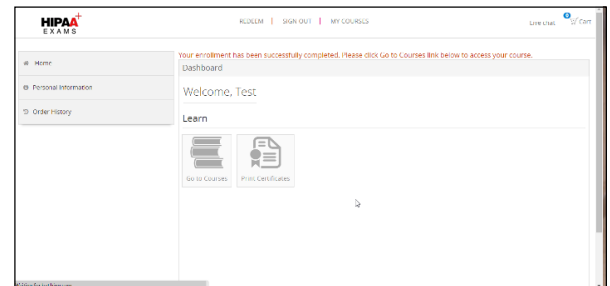 HIPAA+
EXAMS
REDEEM | SIGN OUT | MY COURSES
Live chat
0
Cart
Home
Personal Information
Order History
Your enrollment has been successfully completed. Please click Go to Courses link below to access your course.
Dashboard
Welcome, Test
Learn
Go to Courses
Print Certificates